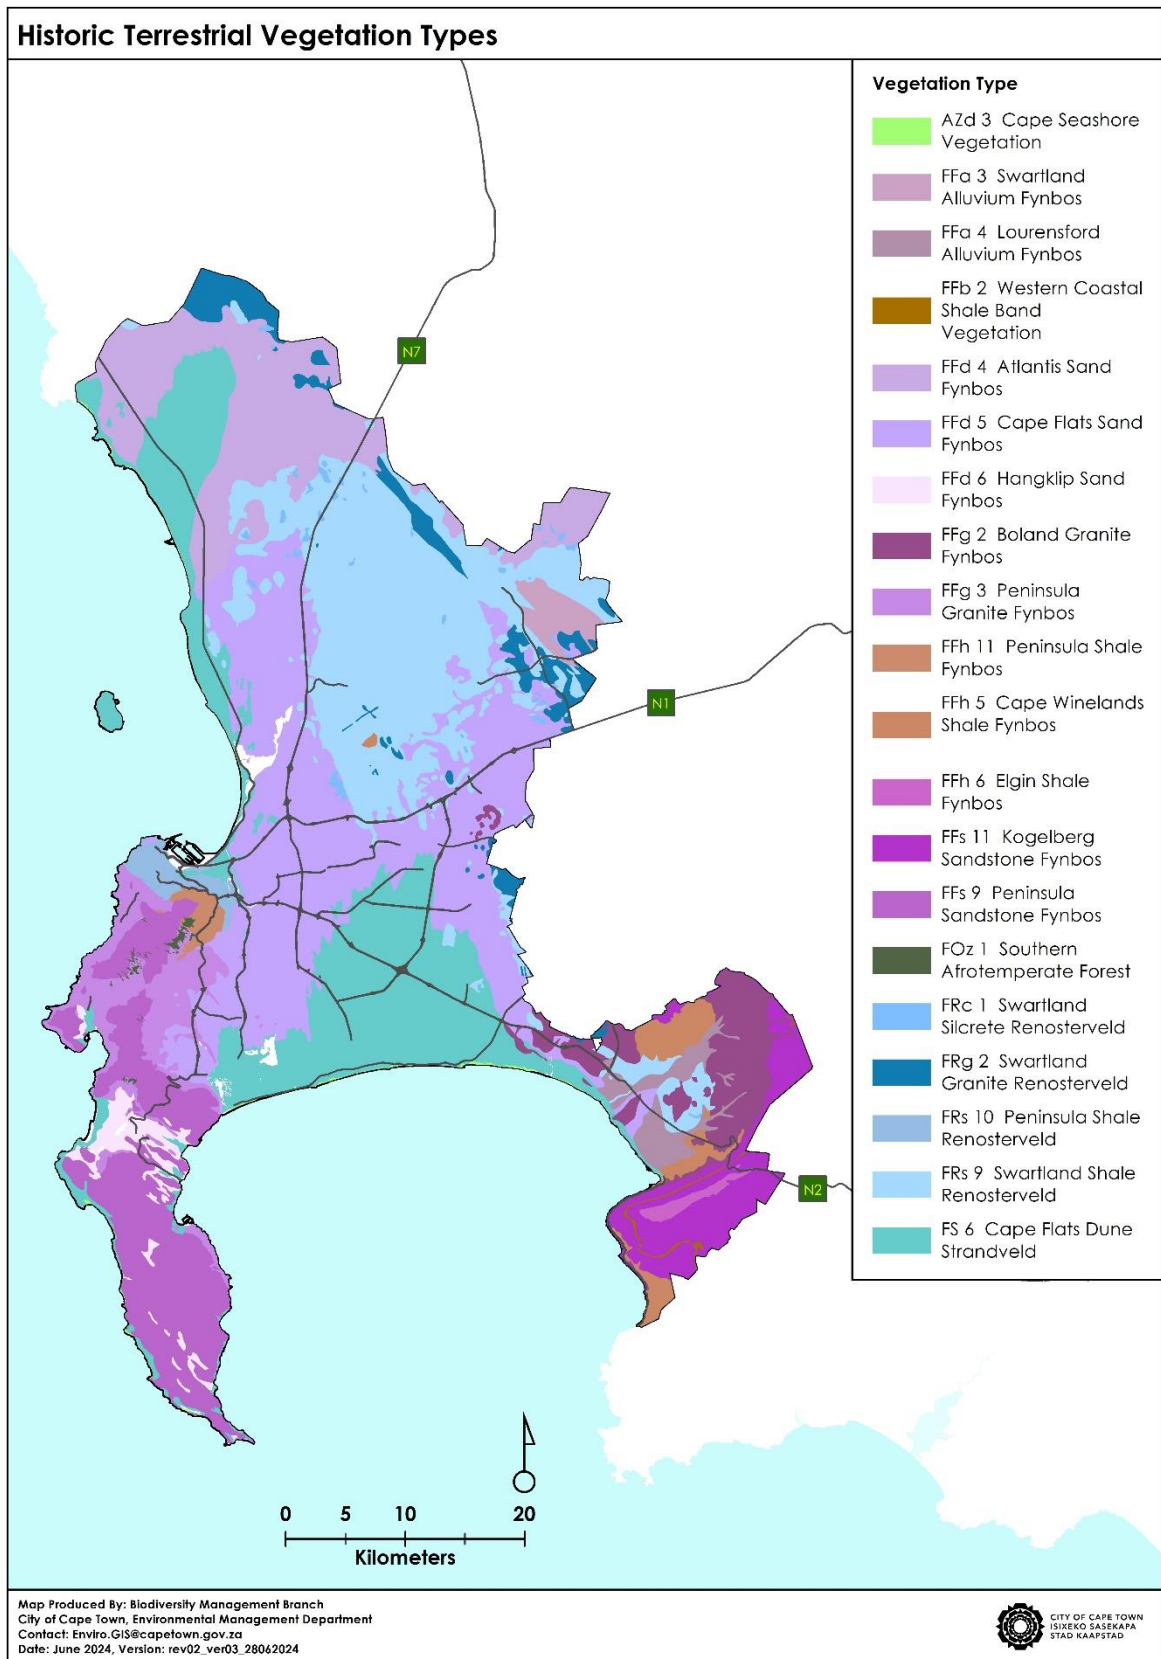 Historic Terrestrial Vegetation Types
Vegetation Type
AZd 3 Cape Seashore
Vegetation
FFa 3 Swartland
Alluvium Fynbos
FFa 4 Lourensford
Alluvium Fynbos
FFb 2 Western Coastal
Shale Band
Vegetation
FFd 4 Atlantis Sand
Fynbos
FFd 5 Cape Flats Sand
Fynbos
FFd 6 Hangklip Sand
Fynbos
FFg 2 Boland Granite
Fynbos
FFg 3 Peninsula
Granite Fynbos
FFh 11 Peninsula Shale
Fynbos
FFh 5 Cape Winelands
Shale Fynbos
FFh 6 Elgin Shale
Fynbos
FFs 11 Kogelberg
Sandstone Fynbos
FFs 9 Peninsula
Sandstone Fynbos
FOz 1 Southern
Afrotemperate Forest
FRc 1 Swartland
Silcrete Renosterveld
FRg 2 Swartland
Granite Renosterveld
FRs 10 Peninsula Shale
Renosterveld
FRs 9 Swartland Shale
Renosterveld
FS 6 Cape Flats Dune
Strandveld
N7
N1
N2
0 5 10 20
Kilometers
Map Produced By: Biodiversity Management Branch
City of Cape Town, Environmental Management Department
Contact: Enviro.GIS@capetown.gov.za
Date: June 2024, Version: rev02_ver03_28062024
CITY OF CAPE TOWN
ISIXEKO SASEKAPA
STAD KAAPSTAD